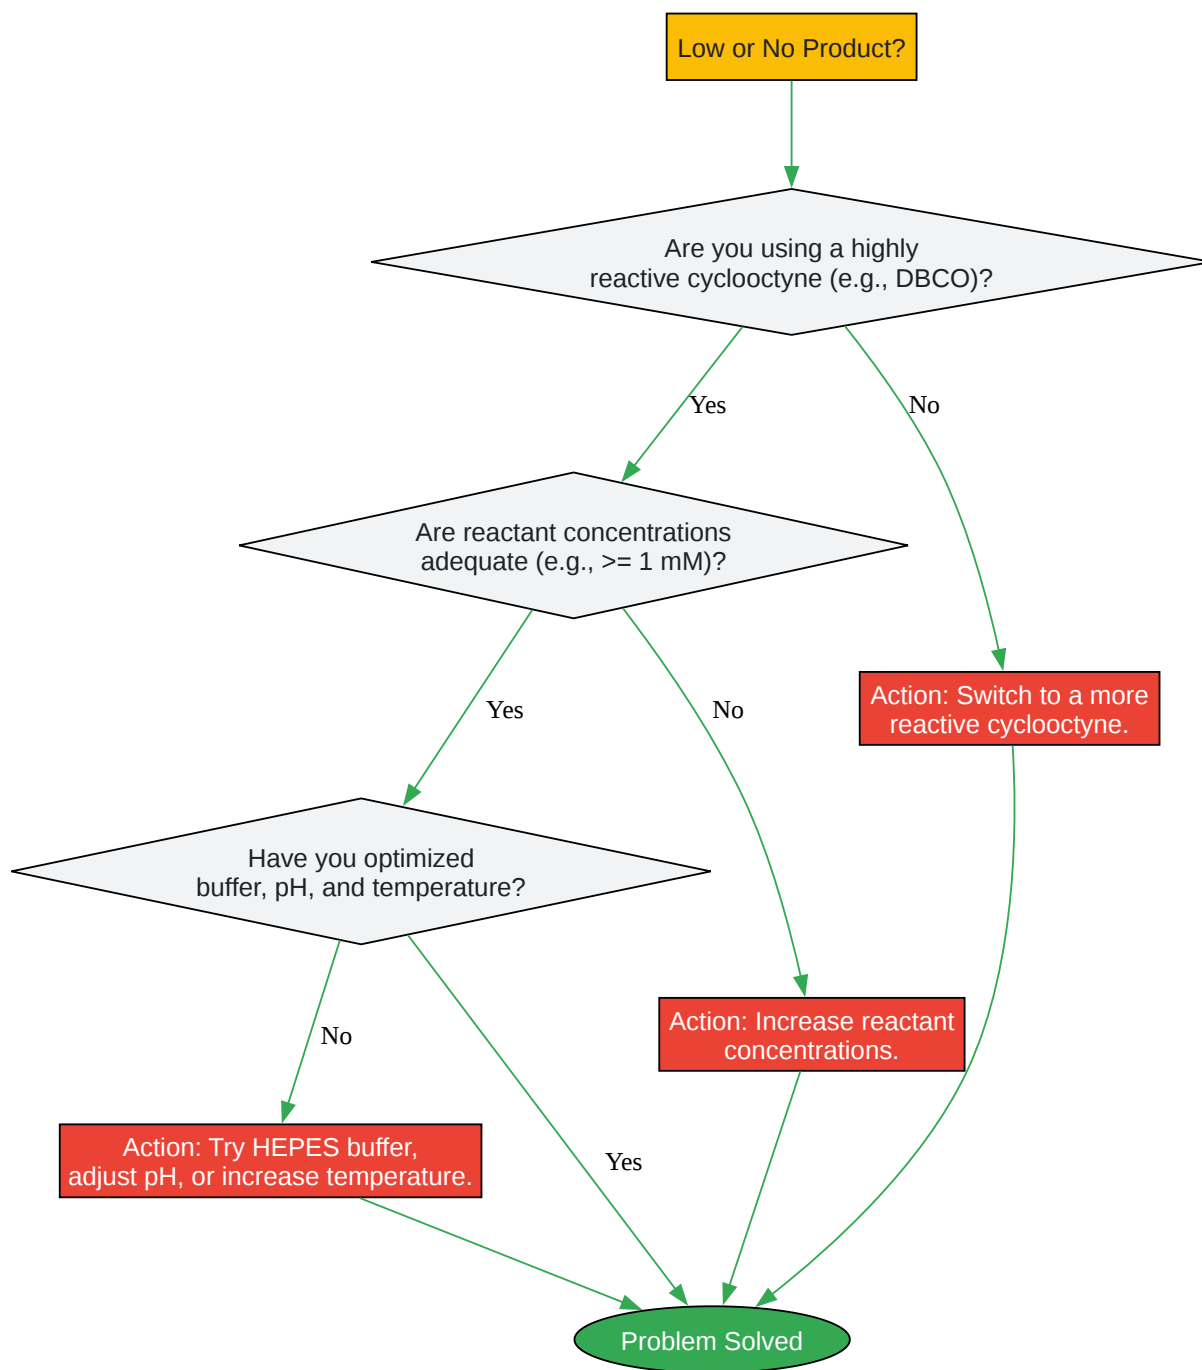 Low or No Product?
Are you using a highly
reactive cyclooctyne (e.g., DBCO)?
Yes
No
Are reactant concentrations
adequate (e.g., >= 1 mM)?
Action: Switch to a more
reactive cyclooctyne.
Yes
No
Have you optimized
buffer, pH, and temperature?
Action: Increase reactant
concentrations.
No
Action: Try HEPES buffer,
adjust pH, or increase temperature.
Yes
Problem Solved